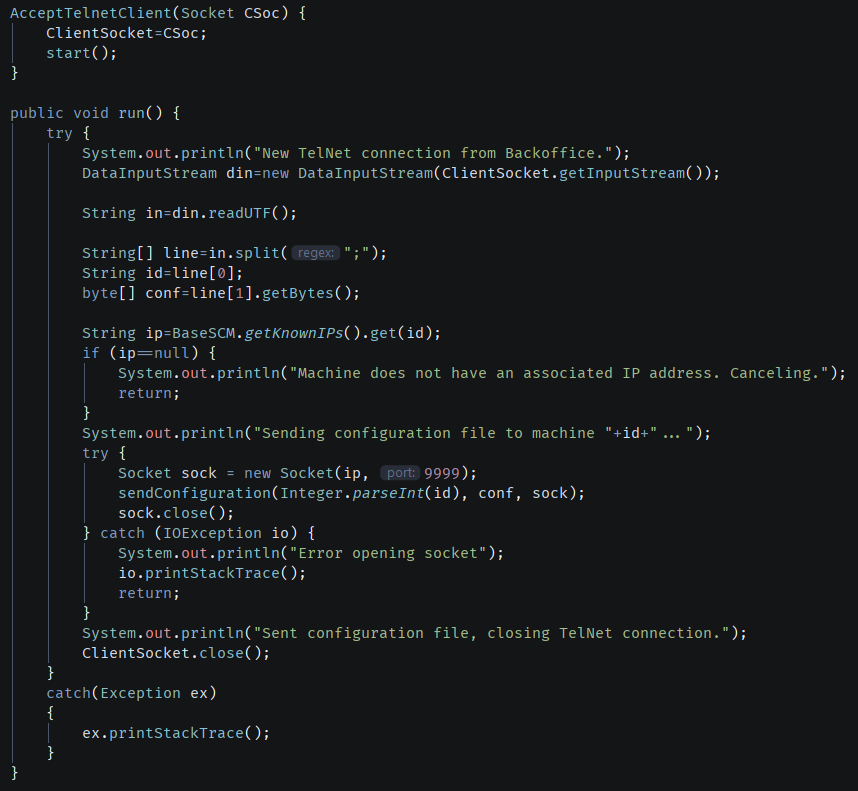 AcceptTelnetClient(Socket CSoc) {
    ClientSocket=CSoc;
    start();
}

public void run() {
    try {
        System.out.println("New TelNet connection from Backoffice.");
        DataInputStream din=new DataInputStream(ClientSocket.getInputStream());

        String in=din.readUTF();

        String[] line=in.split( regex: ";");
        String id=line[0];
        byte[] conf=line[1].getBytes();

        String ip=BaseSCM.getKnownIPs().get(id);
        if (ip==null) {
            System.out.println("Machine does not have an associated IP address. Canceling.");
            return;
        }
        System.out.println("Sending configuration file to machine "+id+"...");
        try {
            Socket sock = new Socket(ip, port: 9999);
            sendConfiguration(Integer.parseInt(id), conf, sock);
            sock.close();
        } catch (IOException io) {
            System.out.println("Error opening socket");
            io.printStackTrace();
            return;
        }
        System.out.println("Sent configuration file, closing TelNet connection.");
        ClientSocket.close();
    }
    catch(Exception ex)
    {
        ex.printStackTrace();
    }
}